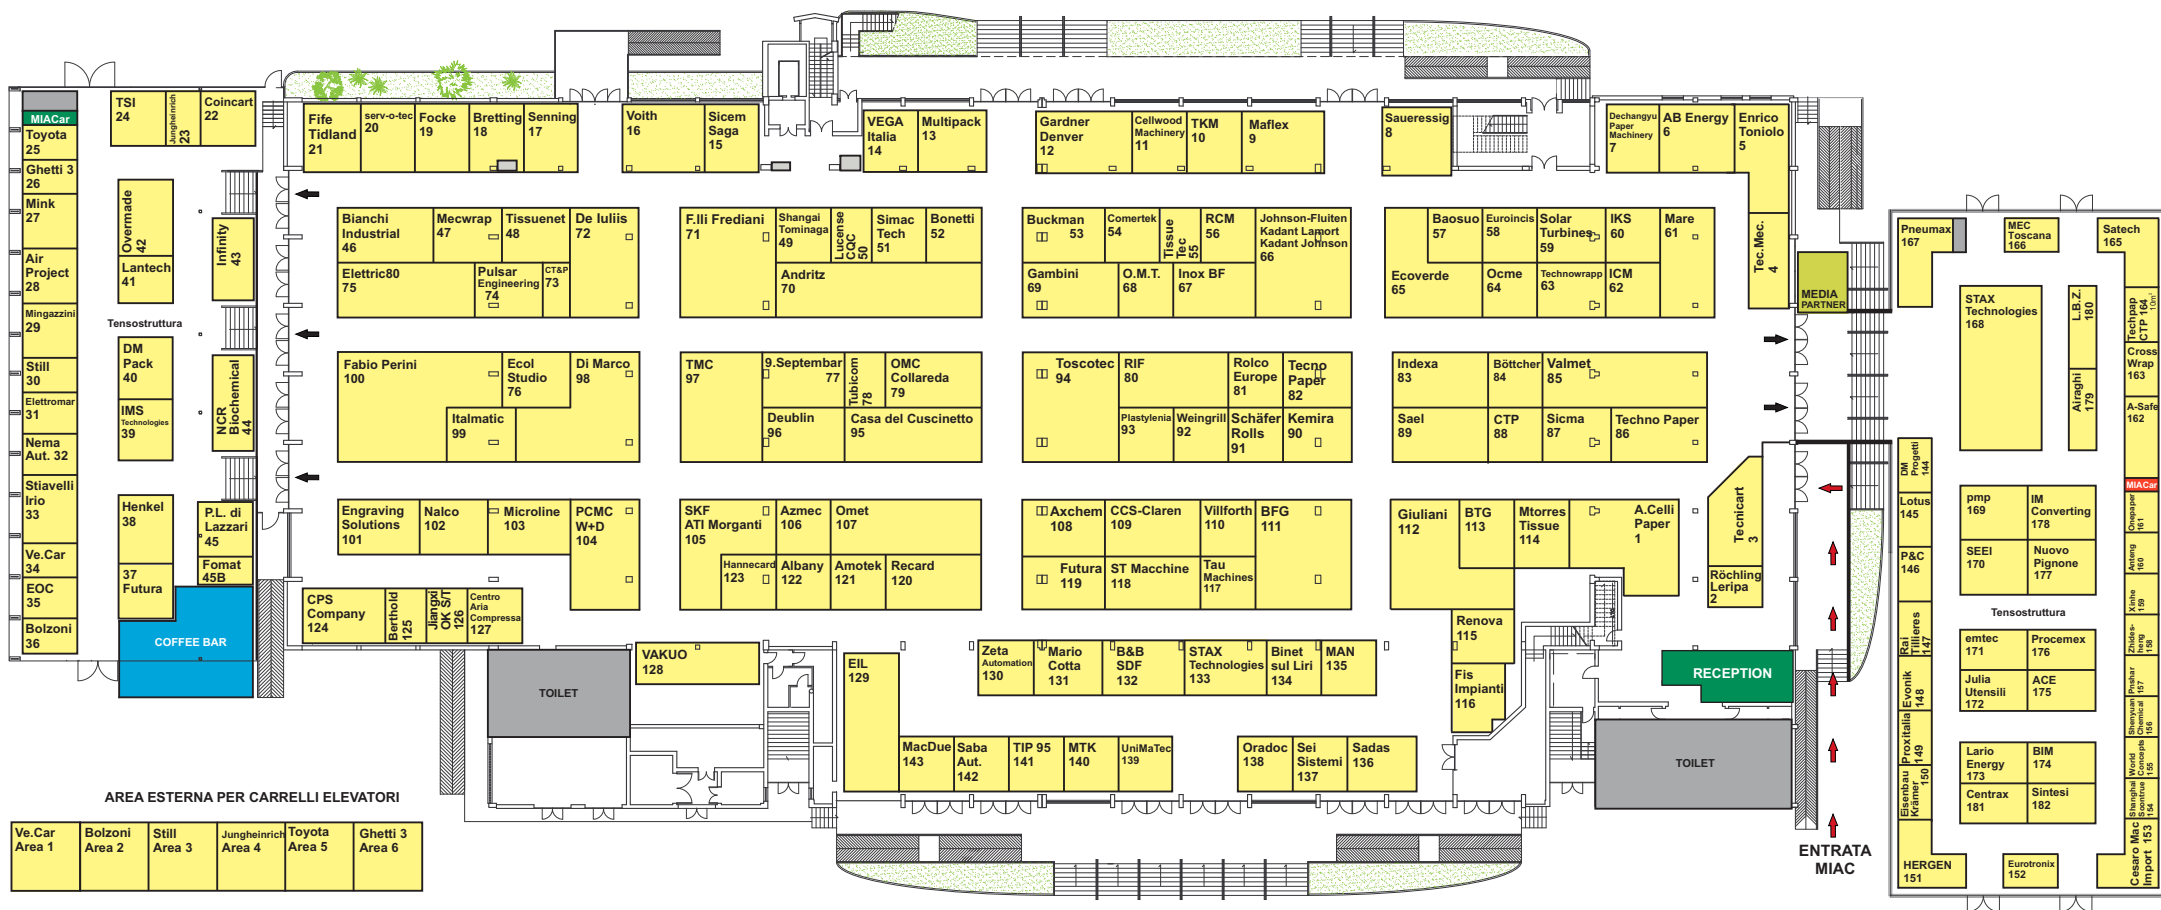 MIACar
Toyota
25
Ghetti 3
26
Mink
27
Air
Project
28
Mingazzini
29
Still
30
Elettromar
31
Nema
Aut. 32
Stiavelli
Irio
33
Ve.Car
34
EOC
35
Bolzoni
36
TSI
24
Jungheinrich
23
Coincart
22
Overmade
42
Lantech
41
Infinity
43
Tensostruttura
DM
Pack
40
IMS
Technologies
39
NCR
Biochemical
44
Henkel
38
37
Futura
P.L. di
Lazzari
45
Fomat
45B
COFFEE BAR
Fife
Tidland
21
serv-o-tec
20
Focke
19
Bretting
18
Senning
17
Voith
16
Sicem
Saga
15
VEGA
Italia
14
Multipack
13
Gardner
Denver
12
Cellwood
Machinery
11
TKM
10
Maflex
9
Saueressig
8
Dechangyu
Paper
Machinery
7
AB Energy
6
Enrico
Toniolo
5
Tec.Mec.
4
MEDIA
PARTNER
Bianchi
Industrial
46
Mecwrap
47
Tissuenet
48
De Iuliis
72
Elettric80
75
Pulsar
Engineering
74
CT&P
73
F.lli Frediani
71
Shangai
Tominaga
49
Lucense
CQC
50
Simac
Tech
51
Bonetti
52
Andritz
70
Buckman
53
Comertek
54
Tissue
Tec
55
RCM
56
Johnson-Fluiten
Kadant Lamort
Kadant Johnson
66
Gambini
69
O.M.T.
68
Inox BF
67
Baosuo
57
Euroincis
58
Solar
Turbines
59
IKS
60
Mare
61
Ecoverde
65
Ocme
64
Technowrapp
63
ICM
62
Fabio Perini
100
Ecol
Studio
76
Di Marco
98
Italmatic
99
TMC
97
9.Septembar
77
Tubicom
78
OMC
Collareda
79
Deublin
96
Casa del Cuscinetto
95
Toscotec
94
RIF
80
Rolco
Europe
81
Tecno
Paper
82
Plastylenia
93
Weingrill
92
Schäfer
Rolls
91
Kemira
90
Indexa
83
Böttcher
84
Valmet
85
Sael
89
CTP
88
Sicma
87
Techno Paper
86
Engraving
Solutions
101
Nalco
102
Microline
103
PCMC
W+D
104
CPS
Company
124
Berthold
125
Jiangxi
OK S/T
126
Centro
Aria
Compressa
127
SKF
ATI Morganti
105
Azmec
106
Omet
107
Hannecard
123
Albany
122
Amotek
121
Recard
120
Axchem
108
CCS-Claren
109
Villforth
110
BFG
111
Futura
119
ST Macchine
118
Tau
Machines
117
Giuliani
112
BTG
113
Mtorres
Tissue
114
A.Celli
Paper
1
Tecnicart
3
Röchling
Leripa
2
Renova
115
Fis
Impianti
116
TOILET
VAKUO
128
EIL
129
Zeta
Automation
130
Mario
Cotta
131
B&B
SDF
132
STAX
Technologies
133
Binet
sul Liri
134
MAN
135
MacDue
143
Saba
Aut.
142
TIP 95
141
MTK
140
UniMaTec
139
Oradoc
138
Sei
Sistemi
137
Sadas
136
RECEPTION
TOILET
ENTRATA
MIAC
AREA ESTERNA PER CARRELLI ELEVATORI
Ve.Car
Area 1
Bolzoni
Area 2
Still
Area 3
Jungheinrich
Area 4
Toyota
Area 5
Ghetti 3
Area 6
Pneumax
167
MEC
Toscana
166
Satech
165
STAX
Technologies
168
L.B.Z.
180
Airaghi
179
Techpap
CTP 164
10m²
Cross
Wrap
163
A-Safe
162
MIACar
Onepaper
161
Anteng
160
Xinhe
159
Zhides-
heng
158
Pnshar
157
Shenyuan
Chemical
156
World
Concepts
155
Shanghai
Soontrue
154
Cesaro Mac
Import 153
DM
Progetti
144
Lotus
145
P&C
146
Rai
Tillieres
147
Evonik
148
Proxitalia
149
Eisenbau
Krämer
150
HERGEN
151
Eurotronix
152
pmp
169
IM
Converting
178
SEEI
170
Nuovo
Pignone
177
Tensostruttura
emtec
171
Procemex
176
Julia
Utensili
172
ACE
175
Lario
Energy
173
BIM
174
Centrax
181
Sintesi
182